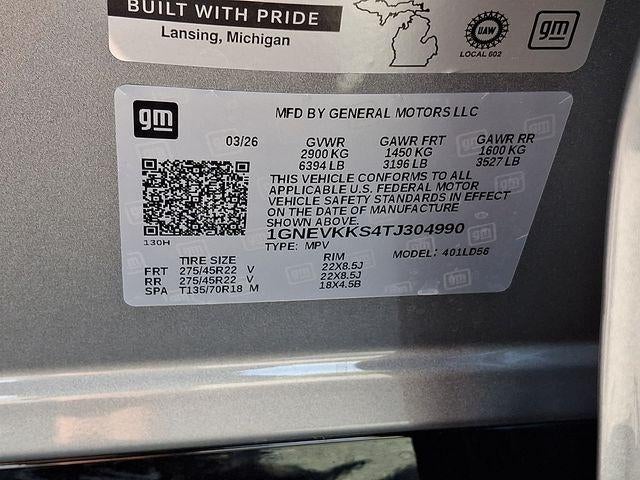 BUILT WITH PRIDE
Lansing, Michigan
UAW
LOCAL 602
gm
gm
MFD BY GENERAL MOTORS LLC
03/26 GVWR GAWR FRT GAWR RR
2900 KG 1450 KG 1600 KG
6394 LB 3196 LB 3527 LB
THIS VEHICLE CONFORMS TO ALL
APPLICABLE U.S. FEDERAL MOTOR
VEHICLE SAFETY STANDARDS IN EFFECT
ON THE DATE OF MANUFACTURE
SHOWN ABOVE.
1GNEVKKS4TJ304990
130H
TYPE: MPV MODEL: 401LD56
TIRE SIZE RIM
FRT 275/45R22 V 22X8.5J
RR 275/45R22 V 22X8.5J
SPA T135/70R18 M 18X4.5B